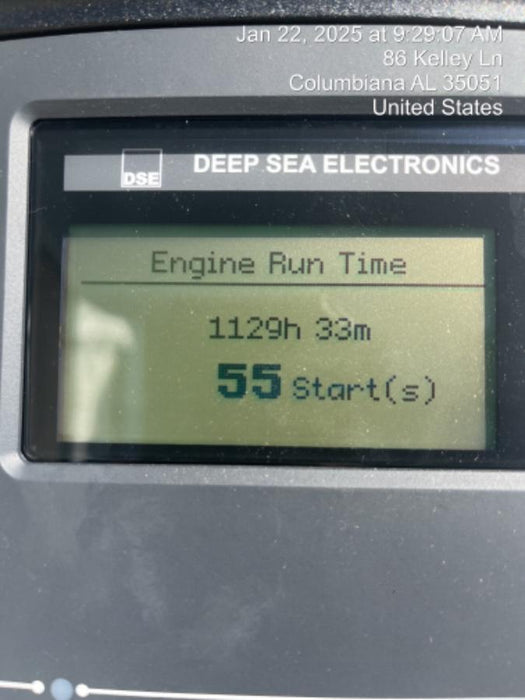 Jan 22, 2025 at 9:29:07 AM
86 Kelley Ln
Columbiana AL 35051
United States
DSE
DEEP SEA ELECTRONICS
Engine Run Time
1129h 33m
55 Start(s)